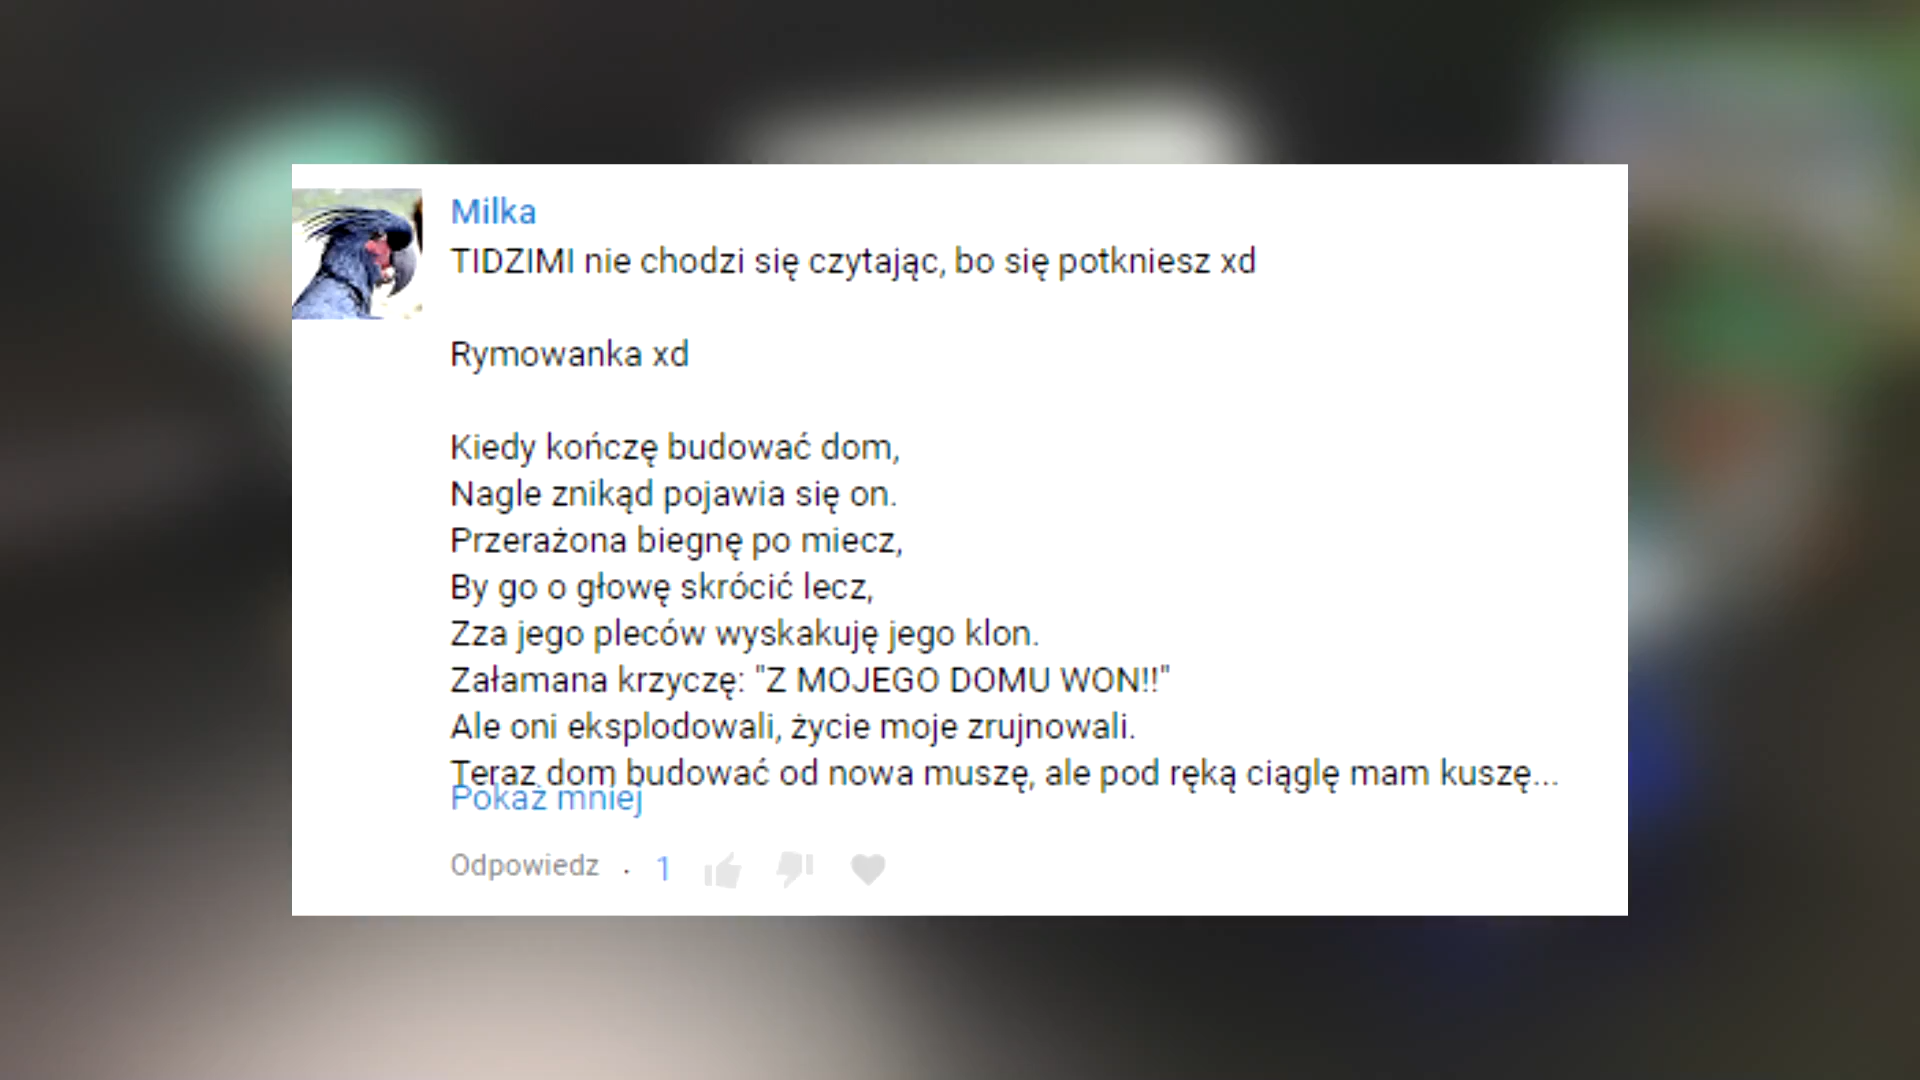 Milka
TIDZIMI nie chodzi się czytając, bo się potkniesz xd
Rymowanka xd
Kiedy kończę budować dom,
Nagle znikąd pojawia się on.
Przerażona biegnę po miecz,
By go o głowę skrócić lecz,
Zza jego pleców wyskakuję jego klon.
Załamana krzyczę: "Z MOJEGO DOMU WON!!"
Ale oni eksplodowali, życie moje zrujnowali.
Teraz dom budować od nowa muszę, ale pod ręką ciąglę mam kuszę...
Pokaż mniej
Odpowiedz . 1